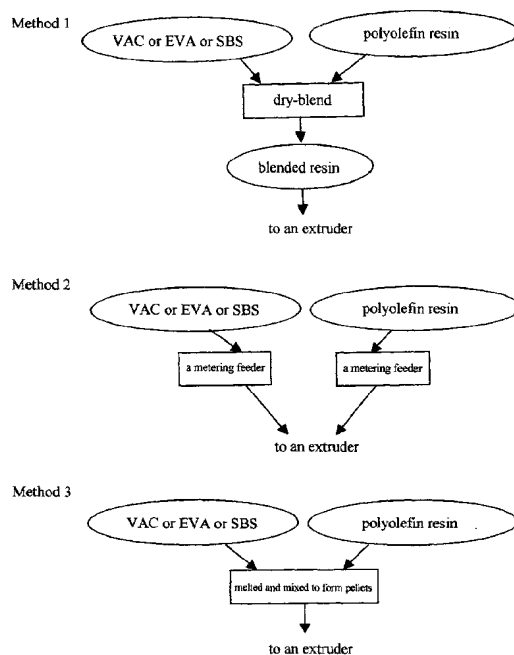 Method 1
VAC or EVA or SBS
polyolefin resin
dry-blend
blended resin
to an extruder
Method 2
VAC or EVA or SBS
polyolefin resin
a metering feeder
a metering feeder
to an extruder
Method 3
VAC or EVA or SBS
polyolefin resin
melted and mixed to form pellets
to an extruder